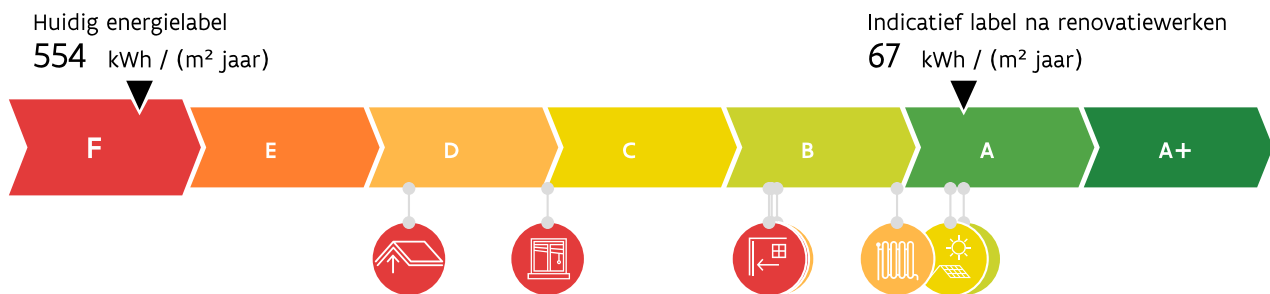 Huidig energielabel
554 kWh / (m² jaar)
Indicatief label na renovatiewerken
67 kWh / (m² jaar)
F
E
D
C
B
A
A+